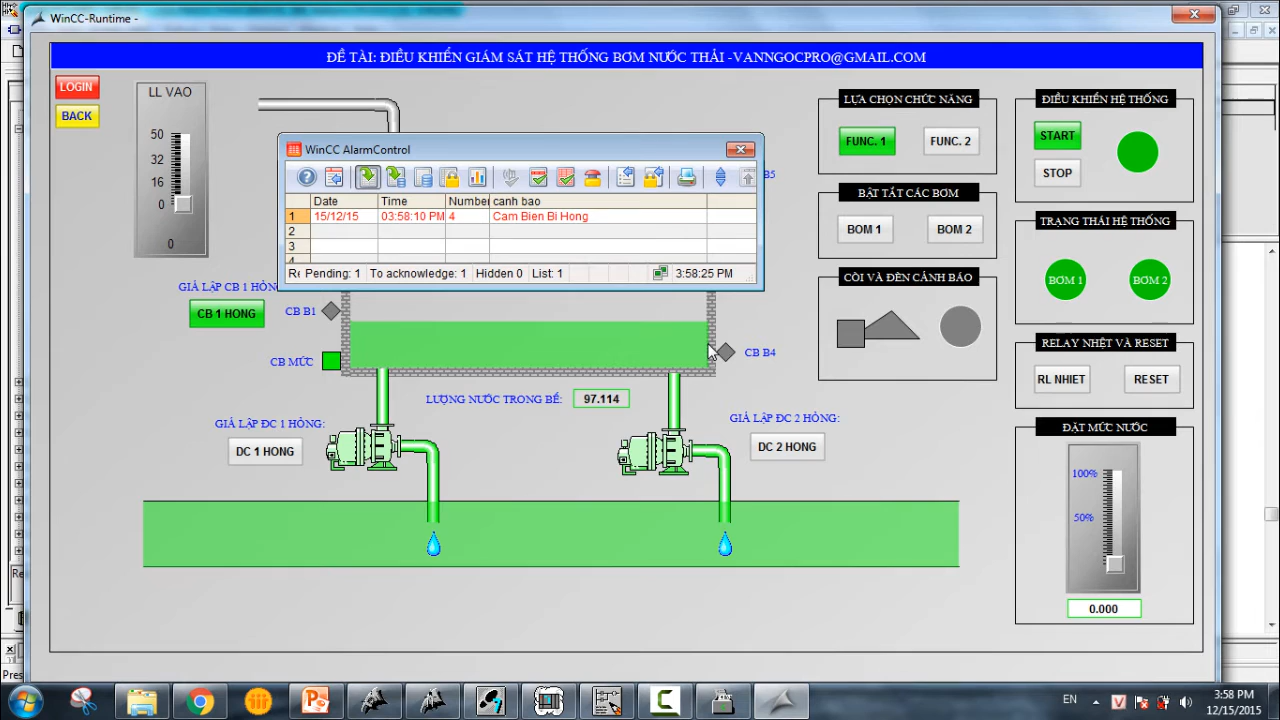 WinCC-Runtime -
ĐỀ TÀI: ĐIỀU KHIỂN GIÁM SÁT HỆ THỐNG BƠM NƯỚC THẢI -VANNGOCPRO@GMAIL.COM
LOGIN
BACK
LL VAO
50
32
16
0
0
WinCC AlarmControl
Date Time Number canh bao
1 15/12/15 03:58:10 PM 4 Cam Bien Bi Hong
2
3
Pending: 1 To acknowledge: 1 Hidden 0 List: 1 3:58:25 PM
B5
GIẢ LẬP CB 1 HỎN
CB 1 HONG
CB B1
CB MỨC
CB B4
LƯỢNG NƯỚC TRONG BỂ: 97.114
GIẢ LẬP ĐC 1 HỎNG:
DC 1 HONG
GIẢ LẬP ĐC 2 HỎNG:
DC 2 HONG
LỰA CHỌN CHỨC NĂNG
FUNC. 1 FUNC. 2
BẬT TẮT CÁC BƠM
BOM 1 BOM 2
CÒI VÀ ĐÈN CẢNH BÁO
ĐIỀU KHIỂN HỆ THỐNG
START
STOP
TRẠNG THÁI HỆ THỐNG
BƠM 1 BƠM 2
RELAY NHIỆT VÀ RESET
RL NHIET RESET
ĐẶT MỨC NƯỚC
100%
50%
0.000
Re
Pres
EN
3:58 PM
12/15/2015